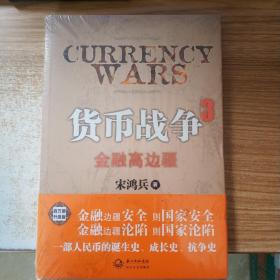 CURRENCY
WARS
货币战争3
金融高边疆
宋鸿兵 著
金融边疆安全 则国家安全
金融边疆沦陷 则国家沦陷
一部人民币的诞生史、成长史、抗争史